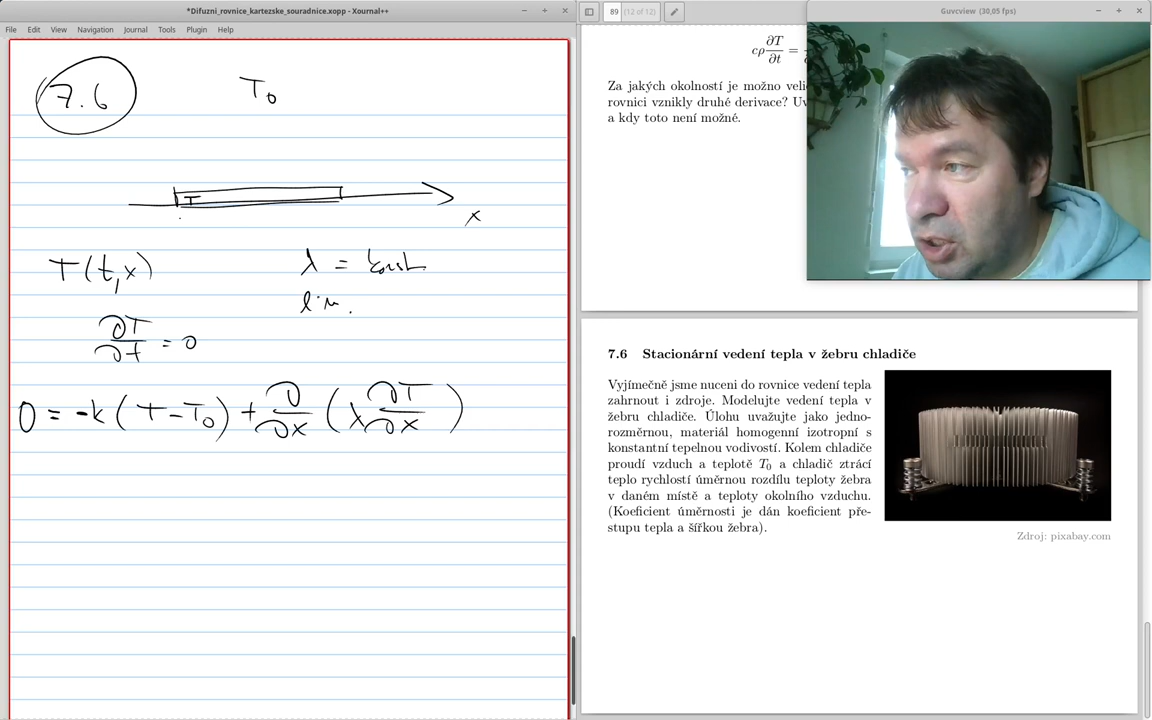 *Difuzni_rovnice_kartezske_souradnice.xopp - Xournal++
File Edit View Navigation Journal Tools Plugin Help
7.6
T₀
T
x
T(t,x)
λ = konst
lin.
∂T/∂t = 0
0 = -k(T-T₀) + ∂/∂x (λ ∂T/∂x)
89 (12 of 12)
Guvcview (30,05 fps)
cρ ∂T/∂t =
Za jakých okolností je možno veli
rovnici vznikly druhé derivace? Uv
a kdy toto není možné.
7.6 Stacionární vedení tepla v žebru chladiče
Vyjímečně jsme nuceni do rovnice vedení tepla
zahrnout i zdroje. Modelujte vedení tepla v
žebru chladiče. Úlohu uvažujte jako jedno-
rozměrnou, materiál homogenní izotropní s
konstantní tepelnou vodivostí. Kolem chladiče
proudí vzduch a teplotě T₀ a chladič ztrácí
teplo rychlostí úměrnou rozdílu teploty žebra
v daném místě a teploty okolního vzduchu.
(Koeficient úměrnosti je dán koeficient pře-
stupu tepla a šířkou žebra).
Zdroj: pixabay.com